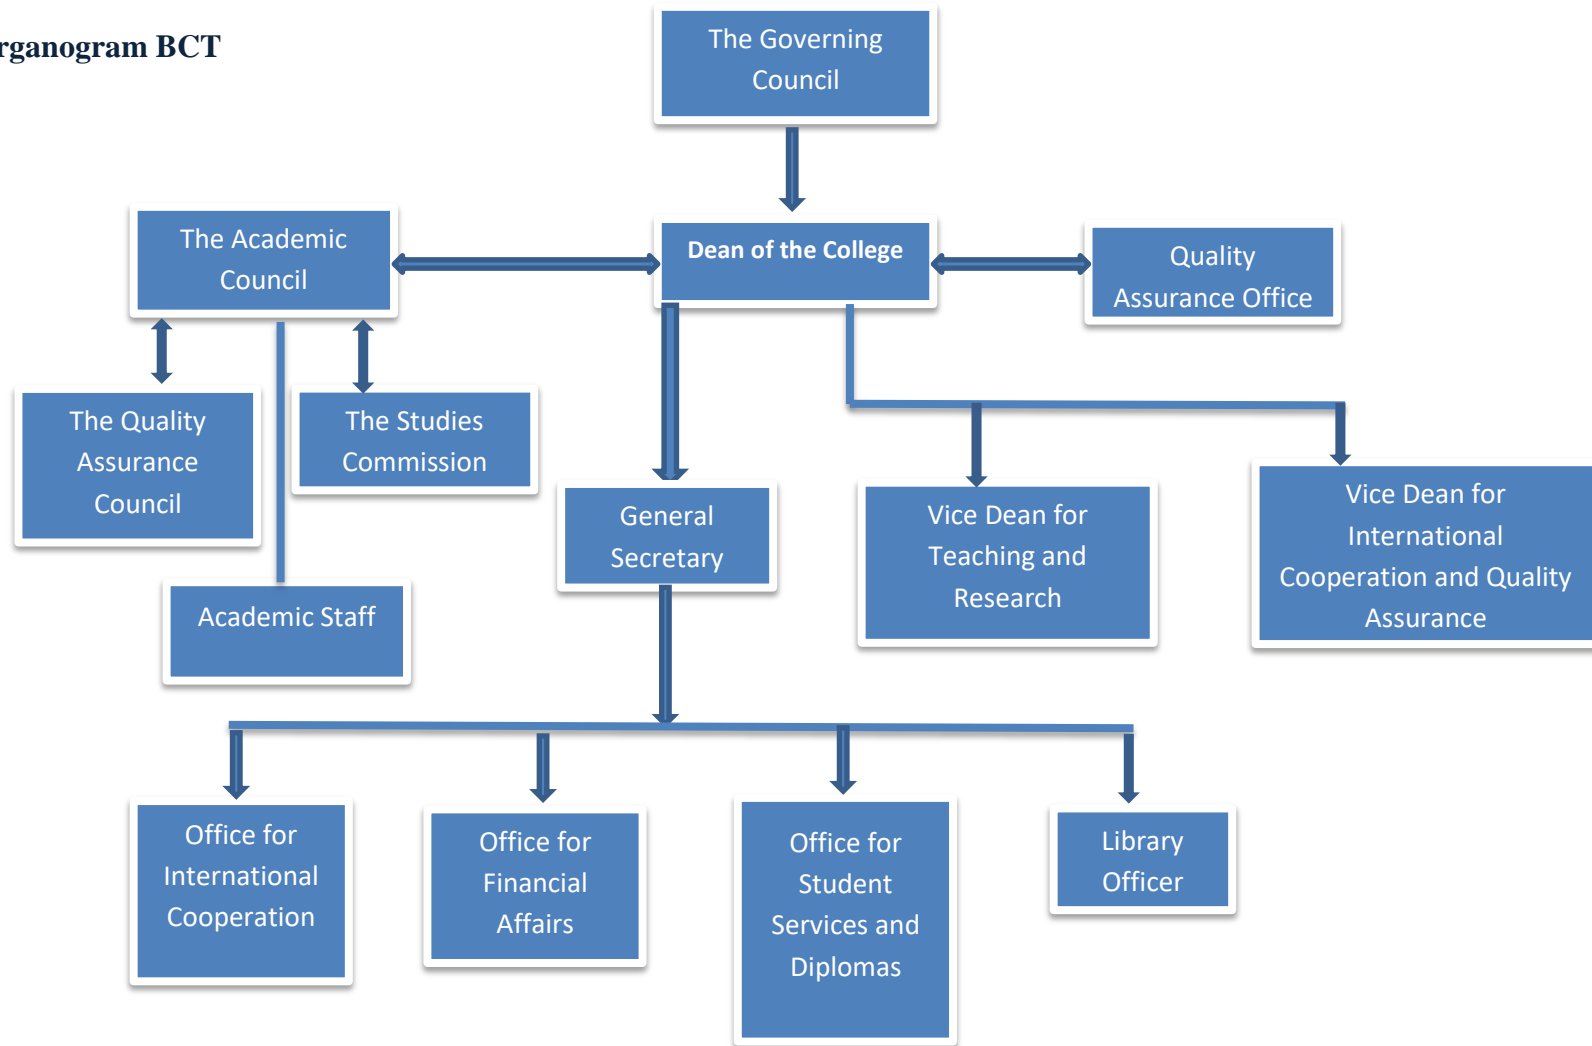 rganogram BCT
The Governing
Council
The Academic
Council
Dean of the College
Quality
Assurance Office
The Quality
Assurance
Council
The Studies
Commission
General
Secretary
Vice Dean for
Teaching and
Research
Vice Dean for
International
Cooperation and Quality
Assurance
Academic Staff
Office for
International
Cooperation
Office for
Financial
Affairs
Office for
Student
Services and
Diplomas
Library
Officer